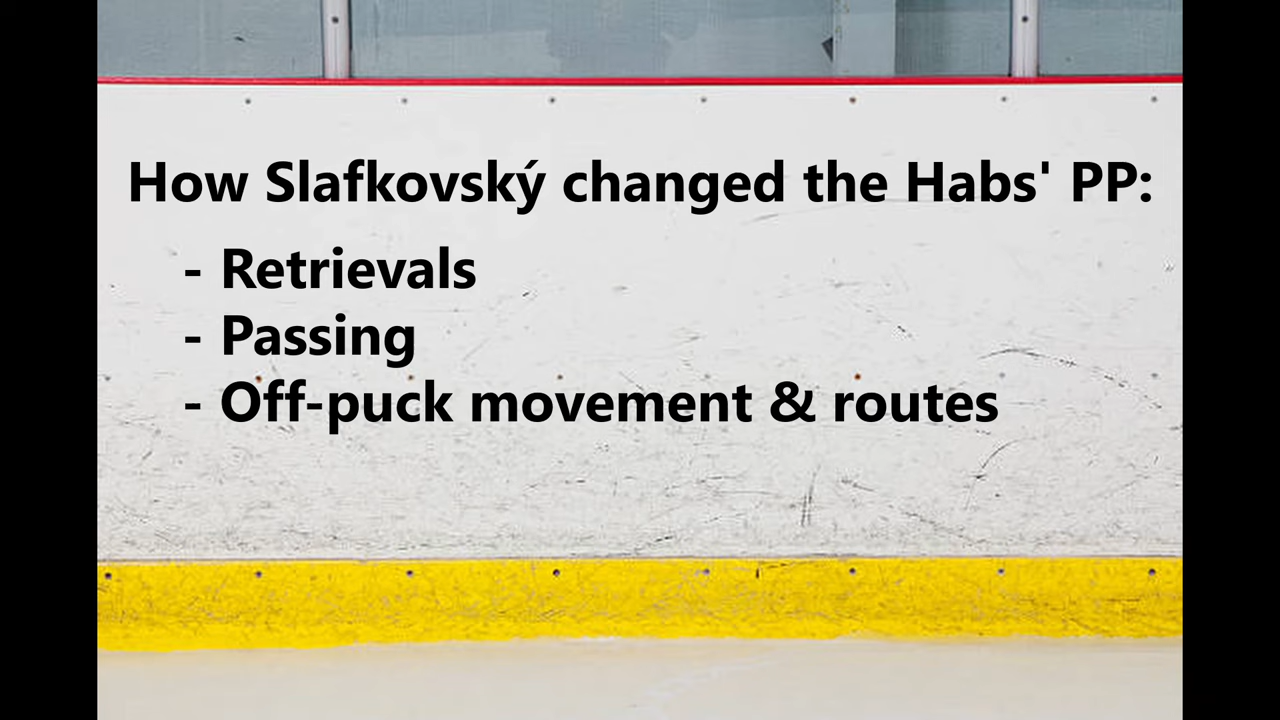 How Slafkovský changed the Habs' PP:
- Retrievals
- Passing
- Off-puck movement & routes